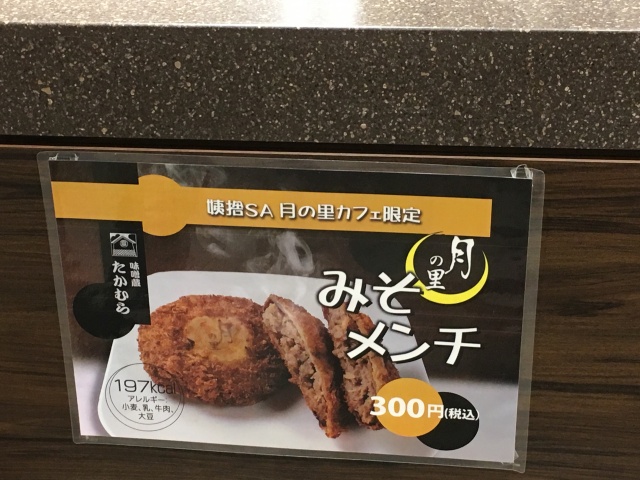 姨捨SA 月の里カフェ限定
味噌蔵
たかむら
月の里
みそ
メンチ
197kcal
アレルギー
小麦、乳、牛肉、
大豆
300円(税込)